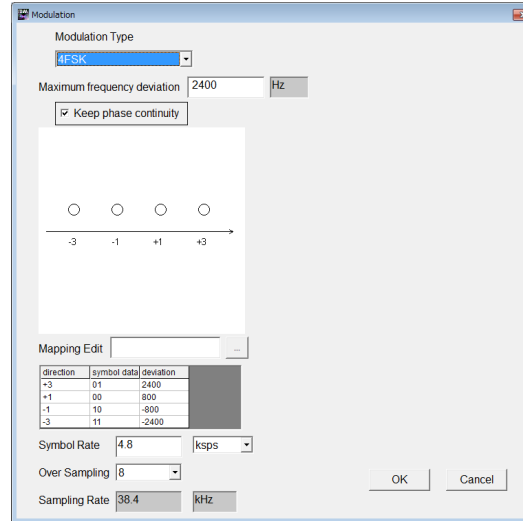 Modulation
Modulation Type
4FSK
Maximum frequency deviation 2400 Hz
Keep phase continuity
-3 -1 +1 +3
Mapping Edit ...
direction symbol data deviation
+3 01 2400
+1 00 800
-1 10 -800
-3 11 -2400
Symbol Rate 4.8 ksps
Over Sampling 8
OK Cancel
Sampling Rate 38.4 kHz